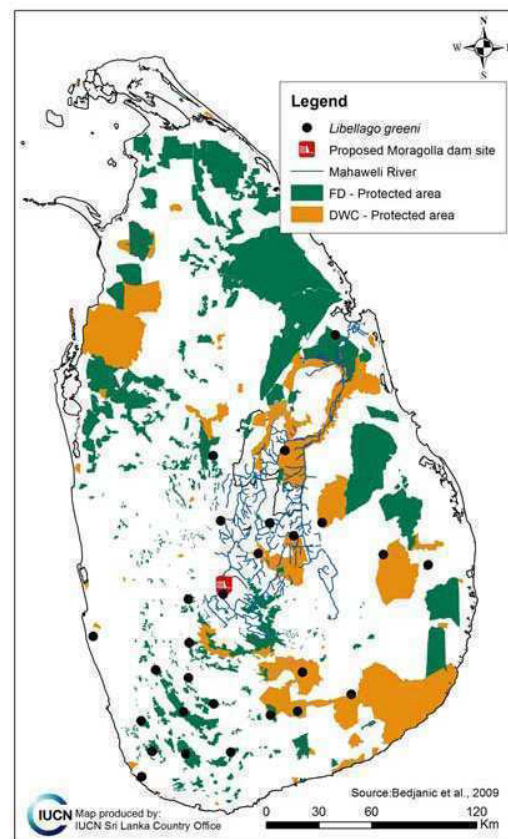 N
W
S
Legend
Libellago greeni
Proposed Moragolla dam site
Mahaweli River
FD - Protected area
DWC - Protected area
Source:Bedjanic et al., 2009
IUCN
Map produced by:
IUCN Sri Lanka Country Office
0
30
60
120
Km